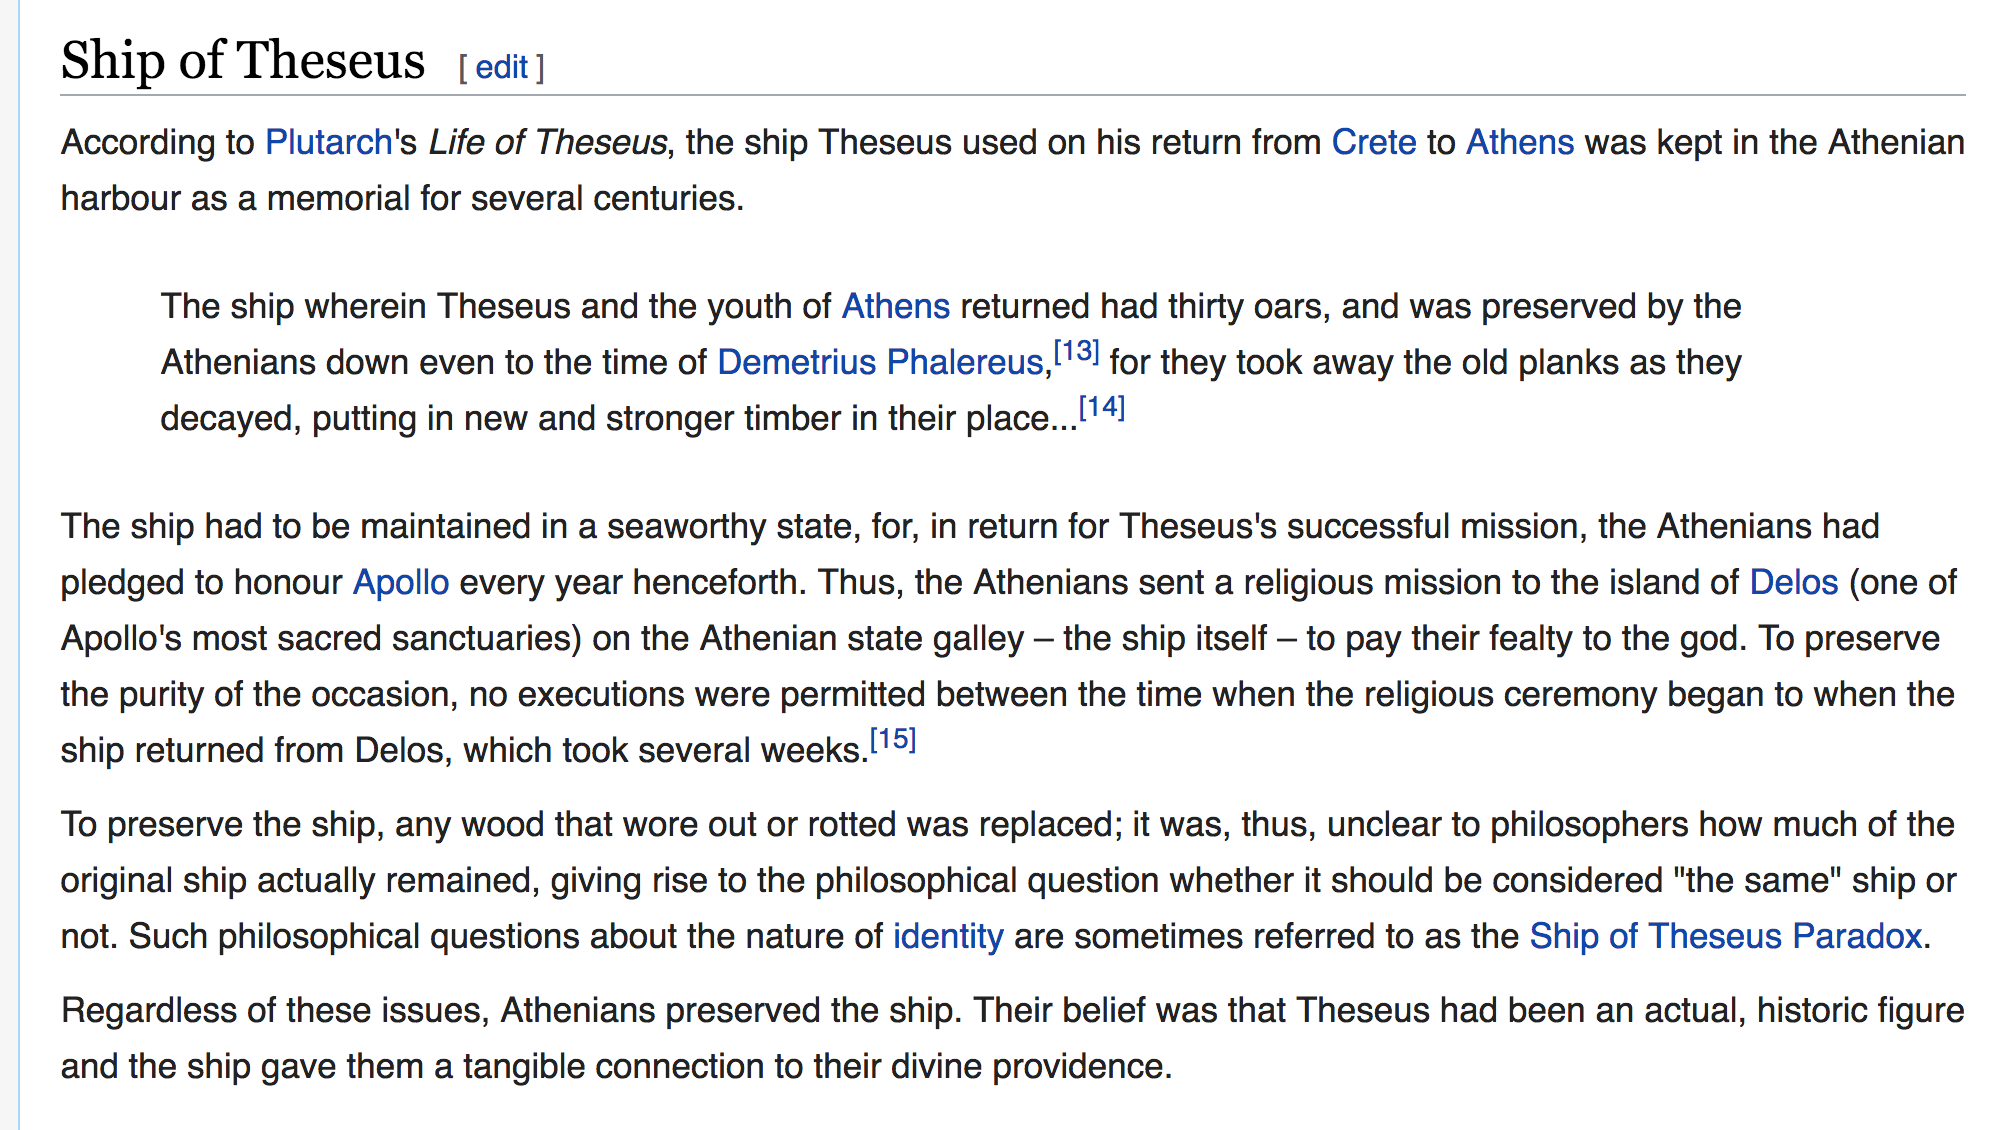 Ship of Theseus [ edit ]
According to Plutarch's Life of Theseus, the ship Theseus used on his return from Crete to Athens was kept in the Athenian
harbour as a memorial for several centuries.
The ship wherein Theseus and the youth of Athens returned had thirty oars, and was preserved by the
Athenians down even to the time of Demetrius Phalereus,[13] for they took away the old planks as they
decayed, putting in new and stronger timber in their place...[14]
The ship had to be maintained in a seaworthy state, for, in return for Theseus's successful mission, the Athenians had
pledged to honour Apollo every year henceforth. Thus, the Athenians sent a religious mission to the island of Delos (one of
Apollo's most sacred sanctuaries) on the Athenian state galley – the ship itself – to pay their fealty to the god. To preserve
the purity of the occasion, no executions were permitted between the time when the religious ceremony began to when the
ship returned from Delos, which took several weeks.[15]
To preserve the ship, any wood that wore out or rotted was replaced; it was, thus, unclear to philosophers how much of the
original ship actually remained, giving rise to the philosophical question whether it should be considered "the same" ship or
not. Such philosophical questions about the nature of identity are sometimes referred to as the Ship of Theseus Paradox.
Regardless of these issues, Athenians preserved the ship. Their belief was that Theseus had been an actual, historic figure
and the ship gave them a tangible connection to their divine providence.